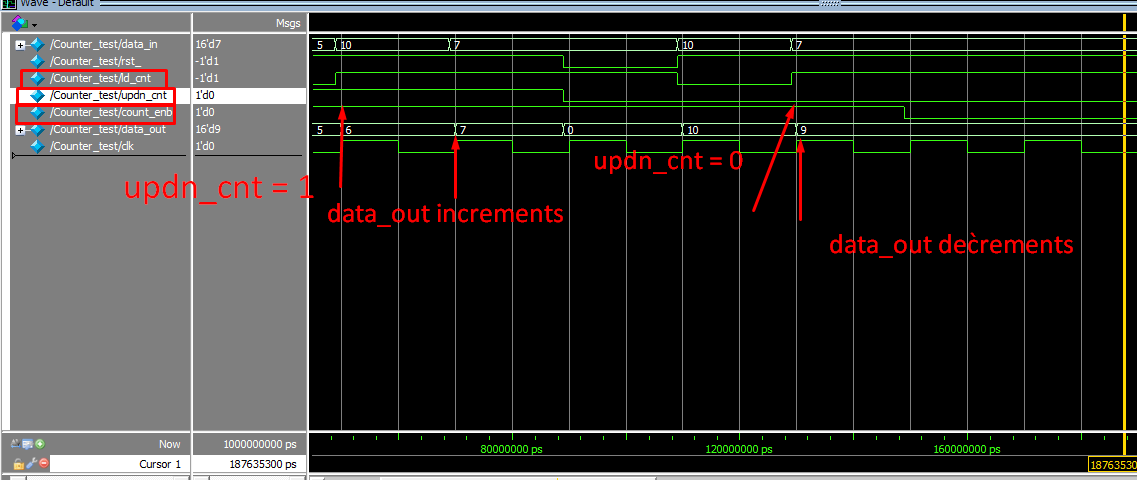 Wave - Default
Msgs
/Counter_test/data_in 16'd7 5 10 7 10 7
/Counter_test/rst_ -1'd1
/Counter_test/ld_cnt -1'd1
/Counter_test/updn_cnt 1'd0
/Counter_test/count_enb 1'd0
/Counter_test/data_out 16'd9 5 6 7 0 10 9
/Counter_test/clk 1'd0
updn_cnt = 1
updn_cnt = 0
data_out increments
data_out decrements
Now 1000000000 ps
80000000 ps 120000000 ps 160000000 ps
Cursor 1 187635300 ps
18763530